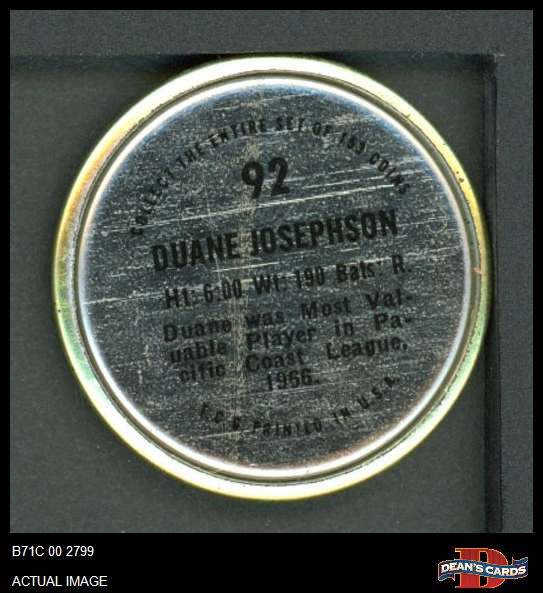 COLLECT THE ENTIRE SET OF 153 COINS
92
DUANE JOSEPHSON
Ht: 6:00 Wt: 190 Bats: R.
Duane was Most Val-
uable Player in Pa-
cific Coast League,
1966.
T.C.G. PRINTED IN U.S.A.
B71C 00 2799
ACTUAL IMAGE
D
DEAN'S CARDS